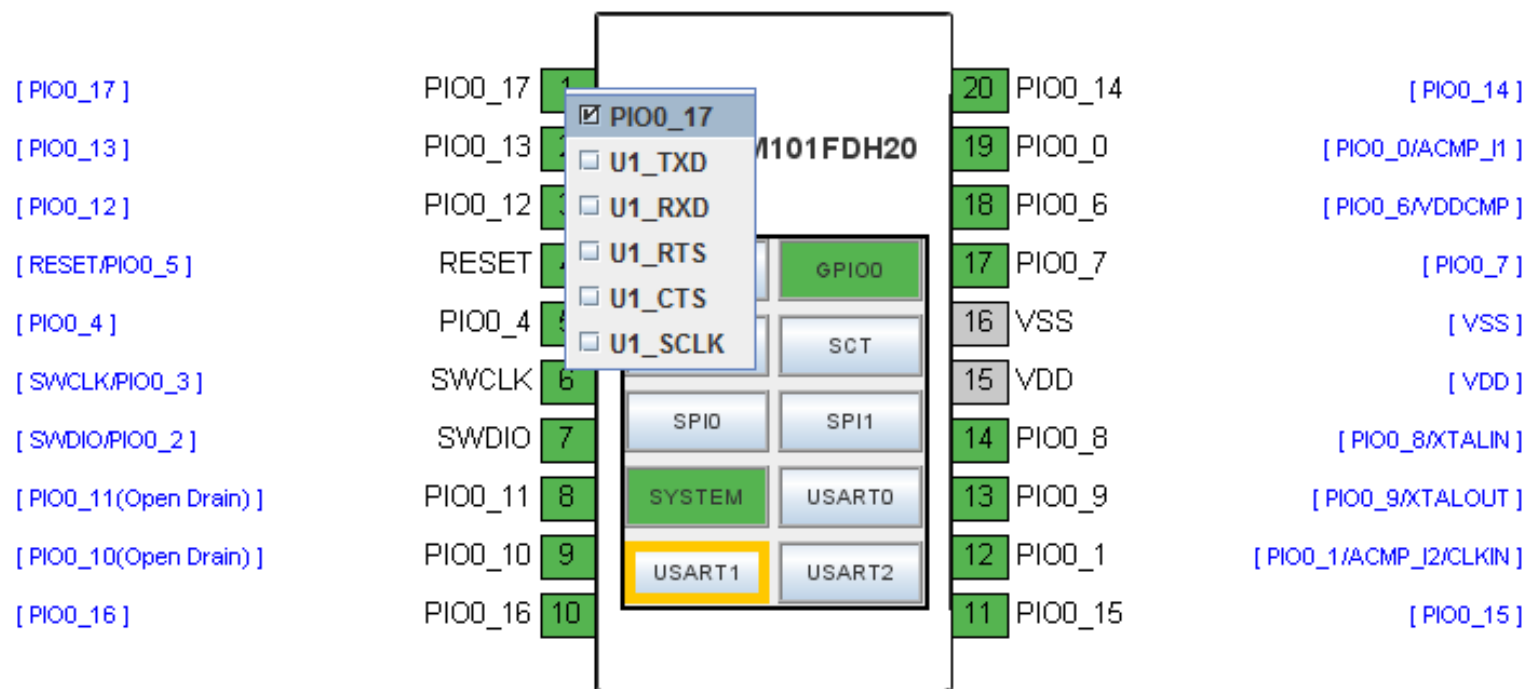 [ PIO0_17 ] PIO0_17 1 20 PIO0_14 [ PIO0_14 ]
PIO0_17
[ PIO0_13 ] PIO0_13 M101FDH20 19 PIO0_0 [ PIO0_0/ACMP_I1 ]
U1_TXD
[ PIO0_12 ] PIO0_12 U1_RXD 18 PIO0_6 [ PIO0_6/VDDCMP ]
[ RESET/PIO0_5 ] RESET U1_RTS GPIO0 17 PIO0_7 [ PIO0_7 ]
U1_CTS
[ PIO0_4 ] PIO0_4 16 VSS [ VSS ]
U1_SCLK SCT
[ SWCLK/PIO0_3 ] SWCLK 6 15 VDD [ VDD ]
SPI0 SPI1
[ SWDIO/PIO0_2 ] SWDIO 7 14 PIO0_8 [ PIO0_8/XTALIN ]
[ PIO0_11(Open Drain) ] PIO0_11 8 SYSTEM USART0 13 PIO0_9 [ PIO0_9/XTALOUT ]
[ PIO0_10(Open Drain) ] PIO0_10 9 USART1 USART2 12 PIO0_1 [ PIO0_1/ACMP_I2/CLKIN ]
[ PIO0_16 ] PIO0_16 10 11 PIO0_15 [ PIO0_15 ]